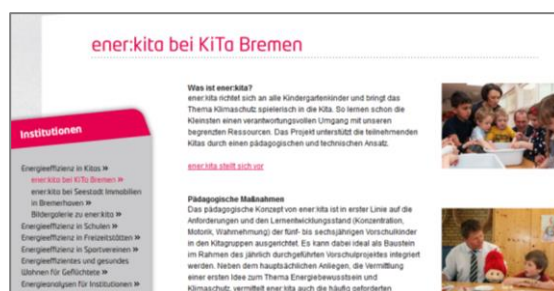 ener:kita bei KiTa Bremen
Institutionen
Energieeffizienz in Kitas »
ener:kita bei KiTa Bremen »
ener:kita bei Seestadt Immobilien
in Bremerhaven »
Bildergalerie zu ener:kita »
Energieeffizienz in Schulen »
Energieeffizienz in Freizeitstätten »
Energieeffizienz in Sportvereinen »
Energieeffizientes und gesundes
Wohnen für Geflüchtete »
Energieanalysen für Institutionen »
Was ist ener:kita?
ener:kita richtet sich an alle Kindergartenkinder und bringt das
Thema Klimaschutz spielerisch in die Kita. So lernen schon die
Kleinsten einen verantwortungsvollen Umgang mit unseren
begrenzten Ressourcen. Das Projekt unterstützt die teilnehmenden
Kitas durch einen pädagogischen und technischen Ansatz.
ener:kita stellt sich vor
Pädagogische Maßnahmen
Das pädagogische Konzept von ener:kita ist in erster Linie auf die
Anforderungen und den Lernentwicklungsstand (Konzentration,
Motorik, Wahrnehmung) der fünf- bis sechsjährigen Vorschulkinder
in den Kitagruppen ausgerichtet. Es kann dabei ideal als Baustein
im Rahmen des jährlich durchgeführten Vorschulprojektes integriert
werden. Neben dem hauptsächlichen Anliegen, die Vermittlung
einer ersten Idee zum Thema Energiebewusstsein und
Klimaschutz, vermittelt ener:kita auch die häufig geforderten